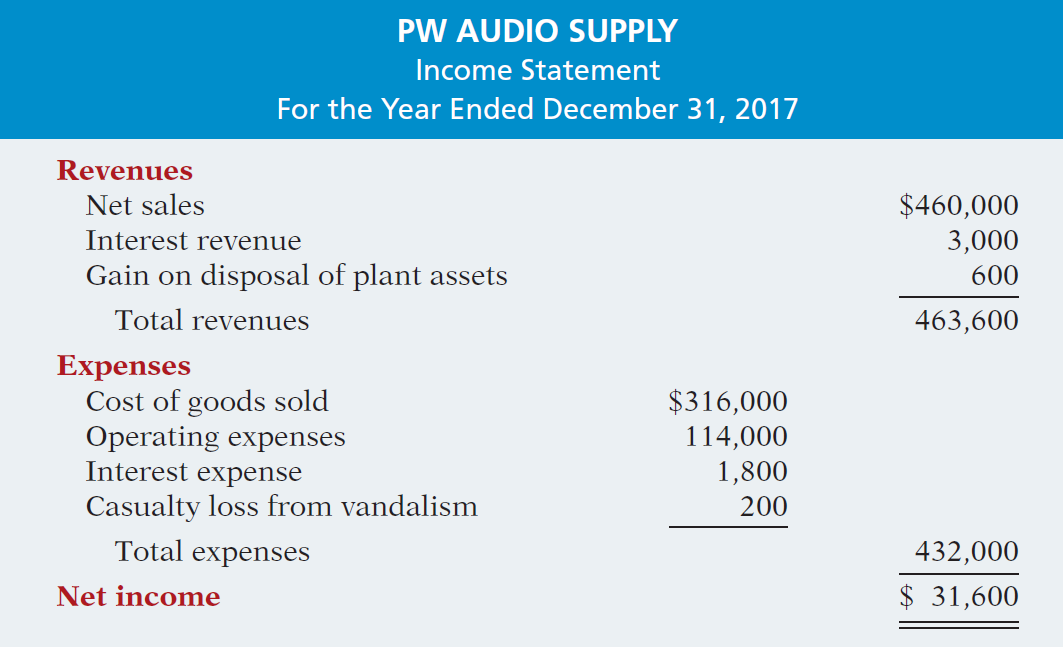 PW AUDIO SUPPLY
Income Statement
For the Year Ended December 31, 2017
Revenues
Net sales $460,000
Interest revenue 3,000
Gain on disposal of plant assets 600
Total revenues 463,600
Expenses
Cost of goods sold $316,000
Operating expenses 114,000
Interest expense 1,800
Casualty loss from vandalism 200
Total expenses 432,000
Net income $ 31,600